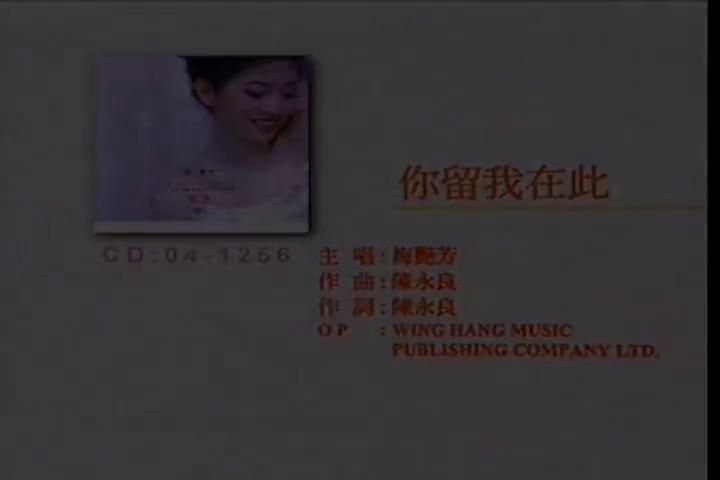 你留我在此
CD:04-1256
主 唱:梅艷芳
作 曲:陳永良
作 詞:陳永良
OP :WING HANG MUSIC
PUBLISHING COMPANY LTD.